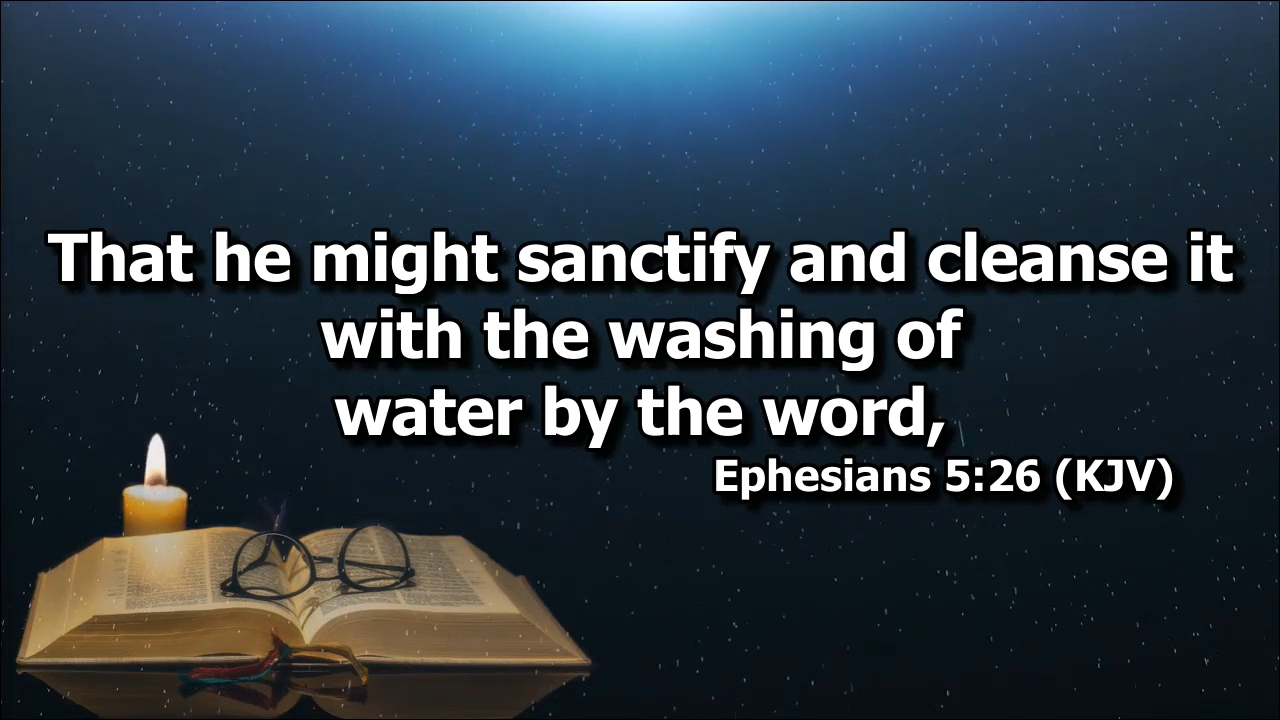 That he might sanctify and cleanse it
with the washing of
water by the word,
Ephesians 5:26 (KJV)